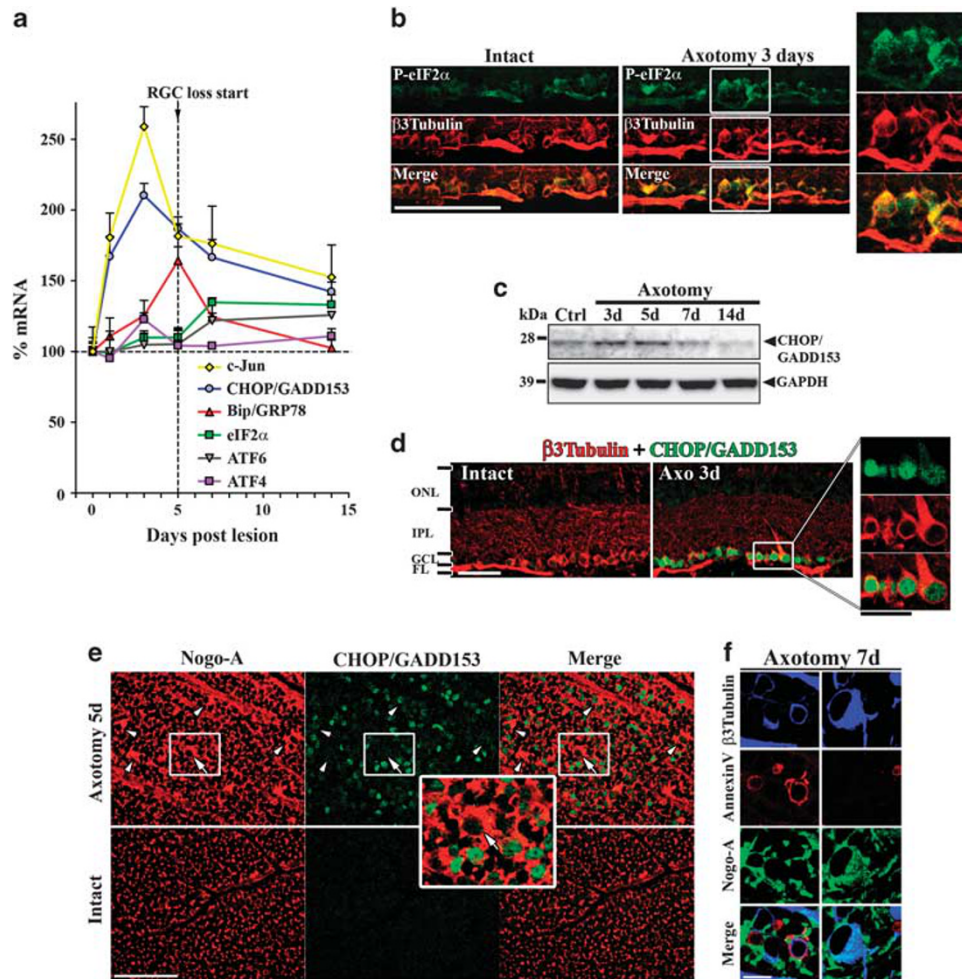 a
RGC loss start
250
200
150
100
50
0
% mRNA
c-Jun
CHOP/GADD153
Bip/GRP78
eIF2α
ATF6
ATF4
0 5 10 15
Days post lesion
b
Intact Axotomy 3 days
P-eIF2α P-eIF2α
β3Tubulin β3Tubulin
Merge Merge
c
Axotomy
kDa Ctrl 3d 5d 7d 14d
28 CHOP/
GADD153
39 GAPDH
d
β3Tubulin + CHOP/GADD153
Intact Axo 3d
ONL
IPL
GCL
FL
e
Nogo-A CHOP/GADD153 Merge
Axotomy 5d
Intact
f
Axotomy 7d
β3Tubulin
AnnexinV
Nogo-A
Merge